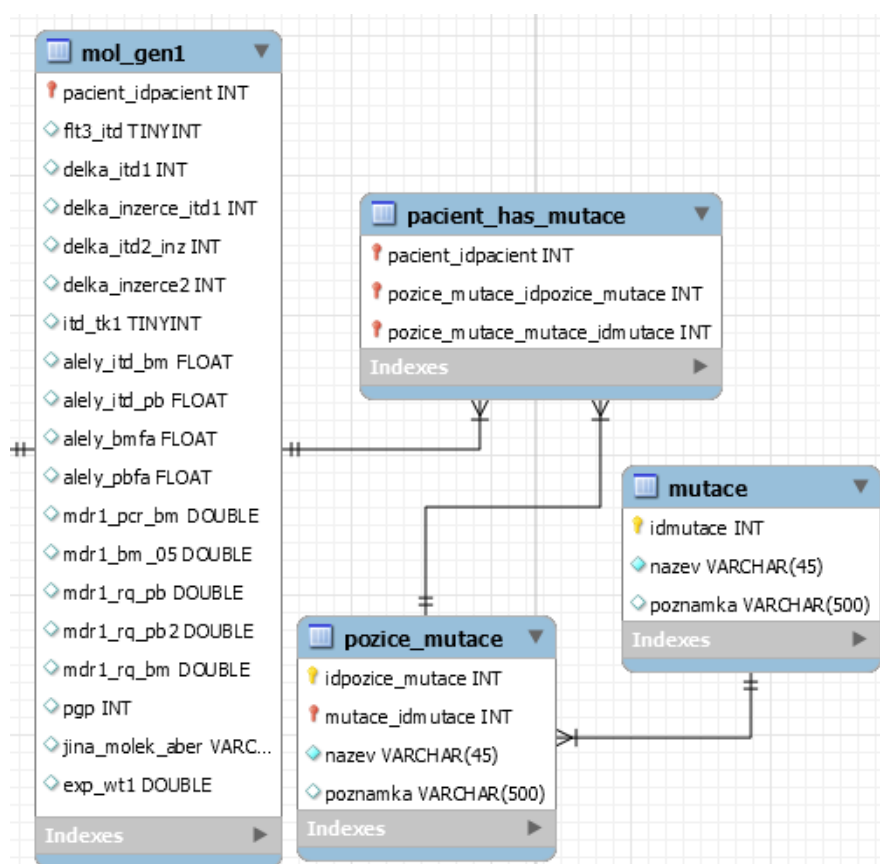 mol_gen1
pacient_idpacient INT
flt3_itd TINYINT
delka_itd1 INT
delka_inzerce_itd1 INT
delka_itd2_inz INT
delka_inzerce2 INT
itd_tk1 TINYINT
alely_itd_bm FLOAT
alely_itd_pb FLOAT
alely_bmfa FLOAT
alely_pbfa FLOAT
mdr1_pcr_bm DOUBLE
mdr1_bm_05 DOUBLE
mdr1_rq_pb DOUBLE
mdr1_rq_pb2 DOUBLE
mdr1_rq_bm DOUBLE
pgp INT
jina_molek_aber VARC...
exp_wt1 DOUBLE
Indexes
pacient_has_mutace
pacient_idpacient INT
pozice_mutace_idpozice_mutace INT
pozice_mutace_mutace_idmutace INT
Indexes
mutace
idmutace INT
nazev VARCHAR(45)
poznamka VARCHAR(500)
Indexes
pozice_mutace
idpozice_mutace INT
mutace_idmutace INT
nazev VARCHAR(45)
poznamka VARCHAR(500)
Indexes